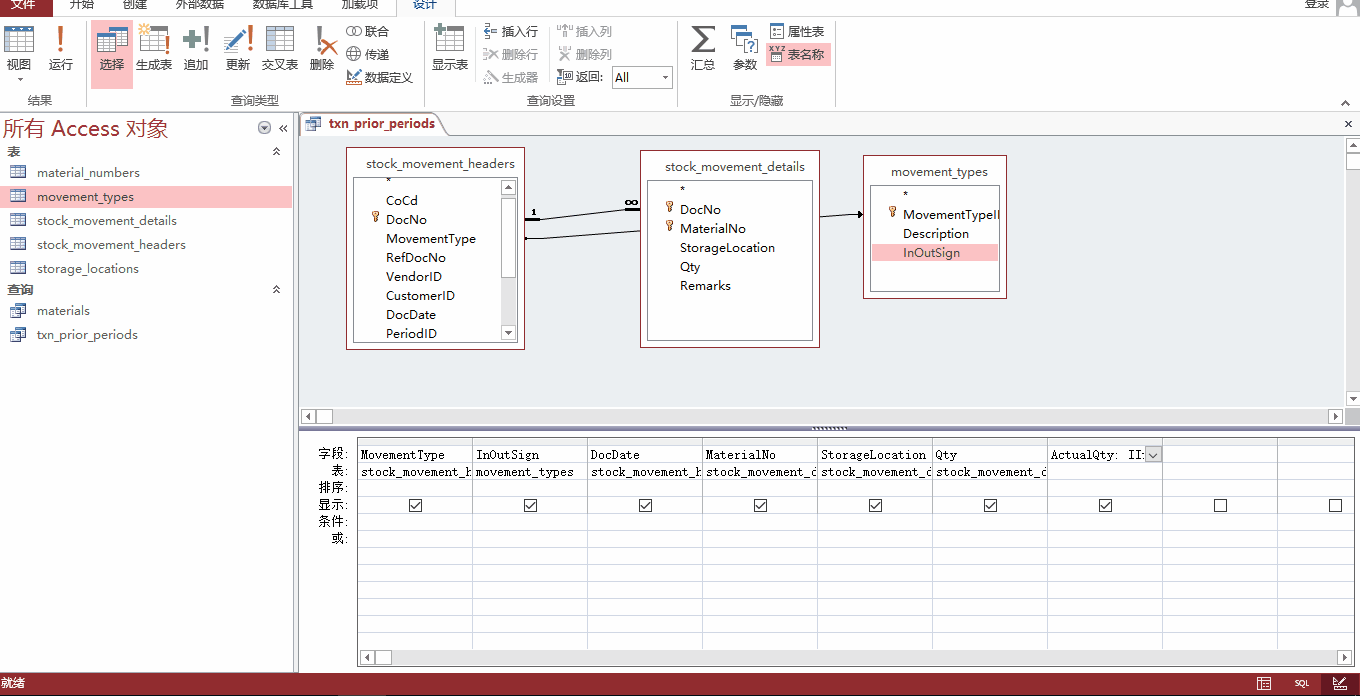 文件 开始 创建 外部数据 数据库工具 加载项 设计 登录
视图 运行 选择 生成表 追加 更新 交叉表 删除 联合 传递 数据定义 显示表 插入行 删除行 生成器 插入列 删除列 返回: All 汇总 参数 属性表 表名称
结果 查询类型 查询设置 显示/隐藏
所有 Access 对象
表
material_numbers
movement_types
stock_movement_details
stock_movement_headers
storage_locations
查询
materials
txn_prior_periods
txn_prior_periods
stock_movement_headers
*
CoCd
DocNo
MovementType
RefDocNo
VendorID
CustomerID
DocDate
PeriodID
1 ∞
stock_movement_details
*
DocNo
MaterialNo
StorageLocation
Qty
Remarks
movement_types
*
MovementTypeI
Description
InOutSign
字段: MovementType InOutSign DocDate MaterialNo StorageLocation Qty ActualQty:
表: stock_movement_h movement_types stock_movement_h stock_movement_d stock_movement_d stock_movement_d
排序:
显示:
条件:
或:
就绪 SQL